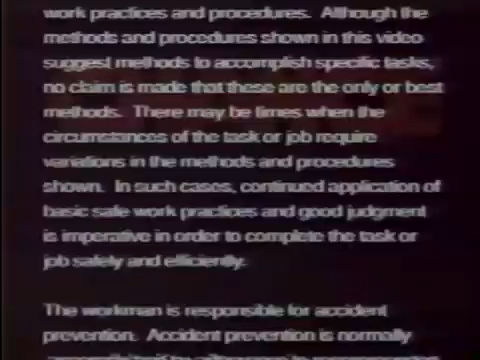 work practices and procedures. Although the
methods and procedures shown in this video
suggest methods to accomplish specific tasks,
no claim is made that these are the only or best
methods. There may be times when the
circumstances of the task or job require
variations in the methods and procedures
shown. In such cases, continued application of
basic safe work practices and good judgment
is imperative in order to complete the task or
job safely and efficiently.
The workman is responsible for accident
prevention. Accident prevention is normally